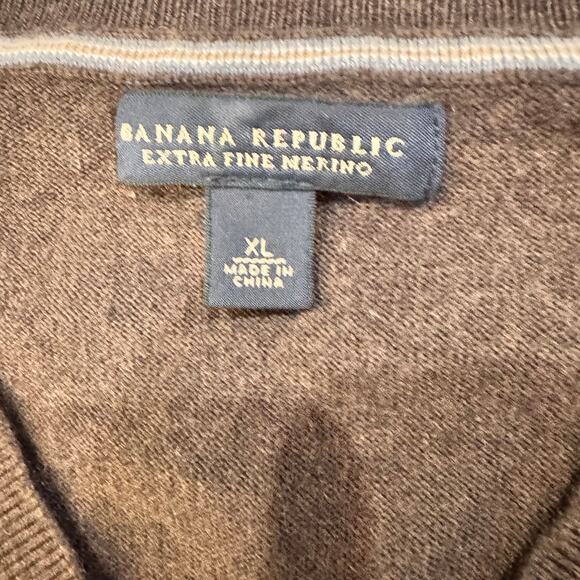 BANANA REPUBLIC
EXTRA FINE MERINO
XL
MADE IN
CHINA